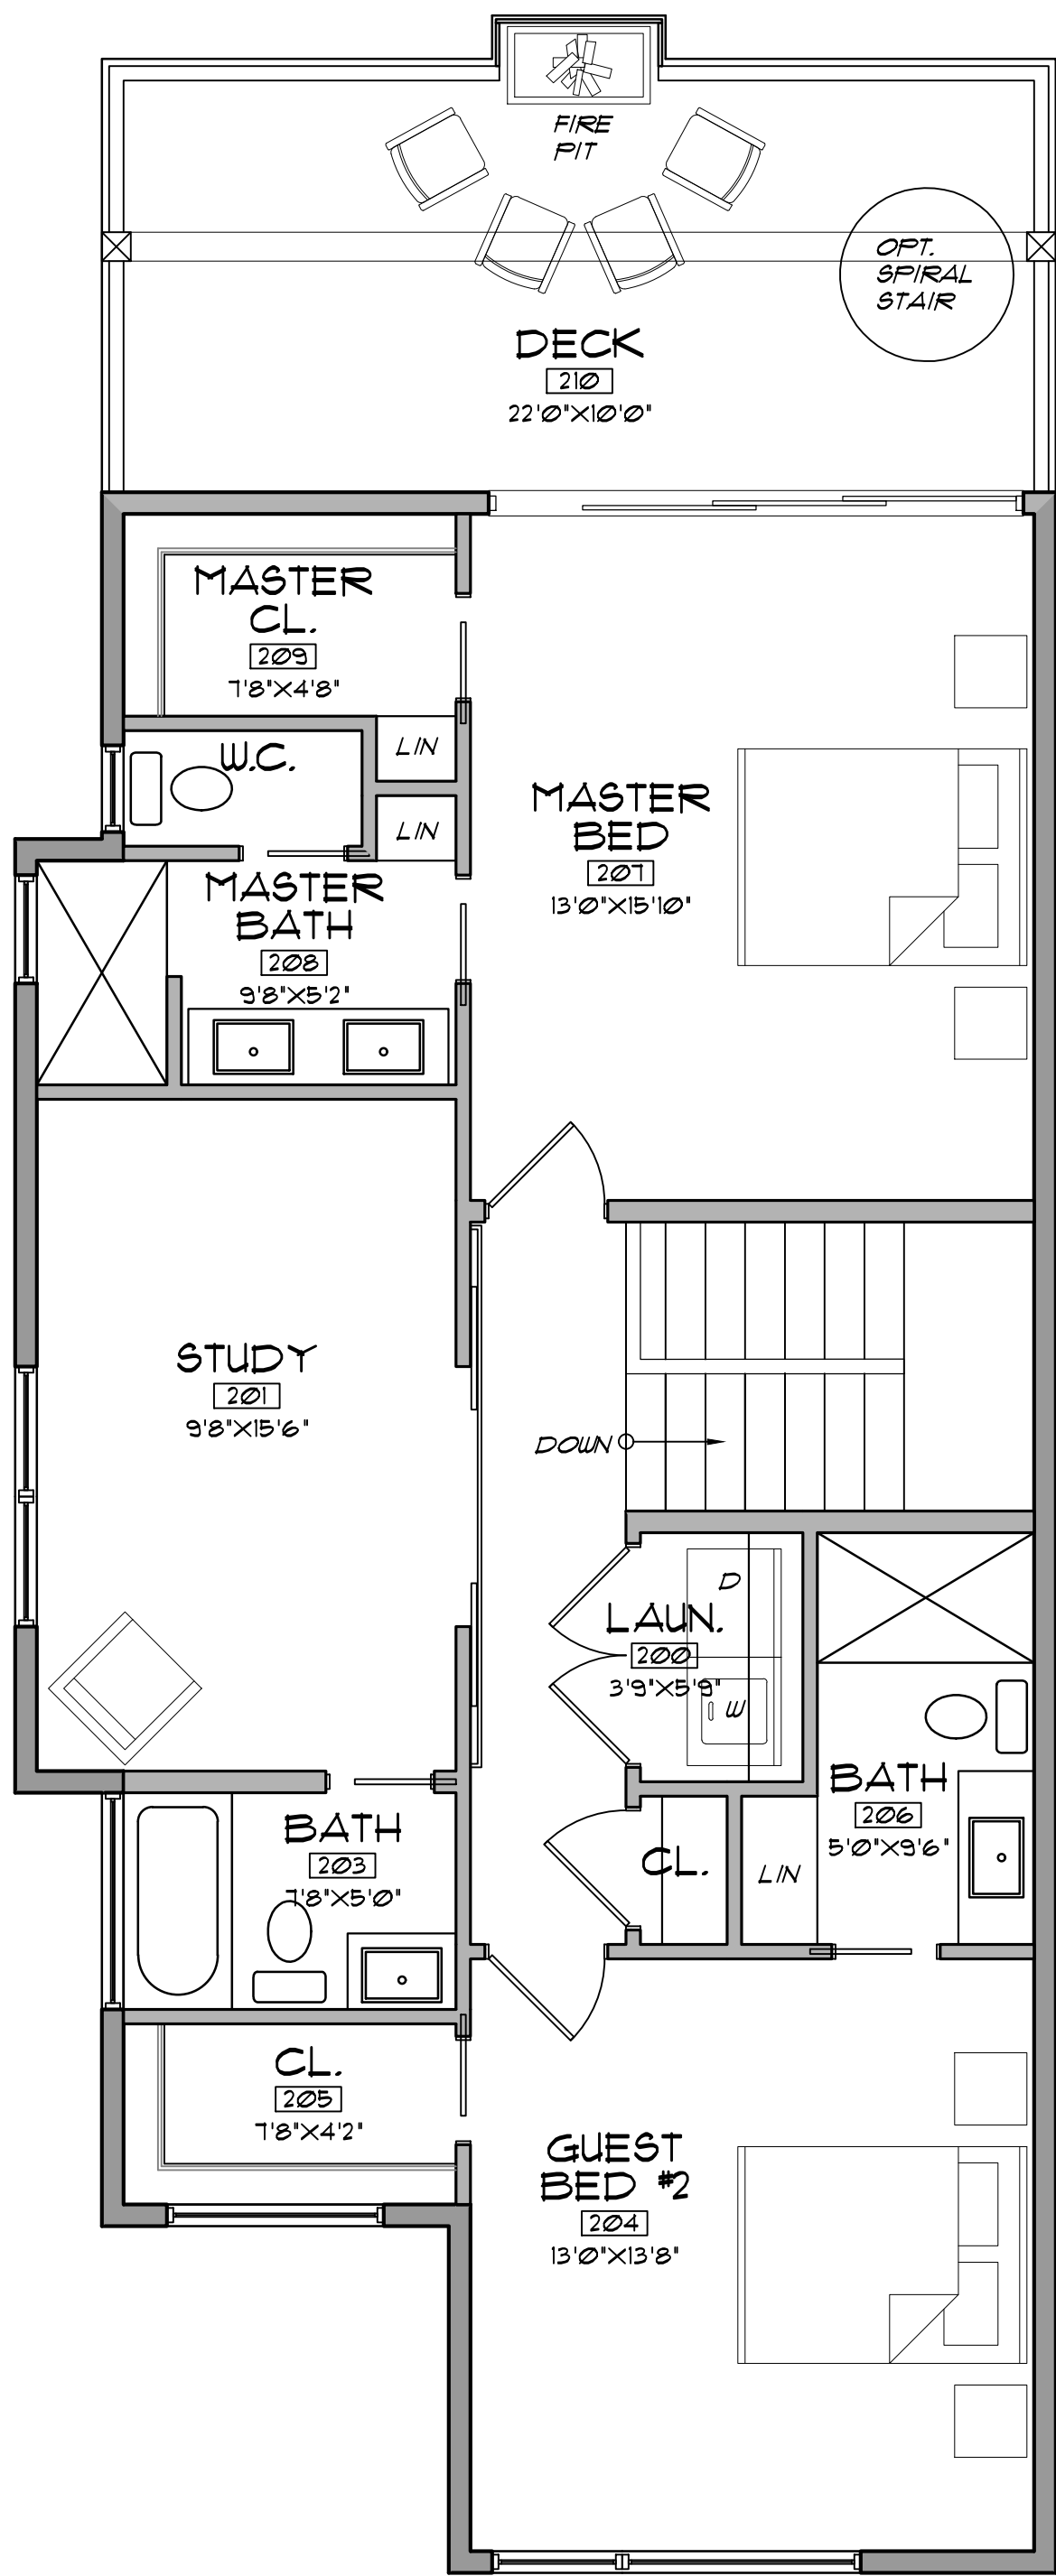 FIRE
PIT
OPT.
SPIRAL
STAIR
DECK
210
22'0"X10'0"
MASTER
CL.
209
7'8"X4'8"
LIN
W.C.
LIN
MASTER
BED
207
13'0"X15'10"
MASTER
BATH
208
9'8"X5'2"
STUDY
201
9'8"X15'6"
DOWN
D
LAUN.
200
3'9"X5'9"
W
BATH
206
5'0"X9'6"
BATH
203
7'8"X5'0"
CL.
LIN
CL.
205
7'8"X4'2"
GUEST
BED #2
204
13'0"X13'8"